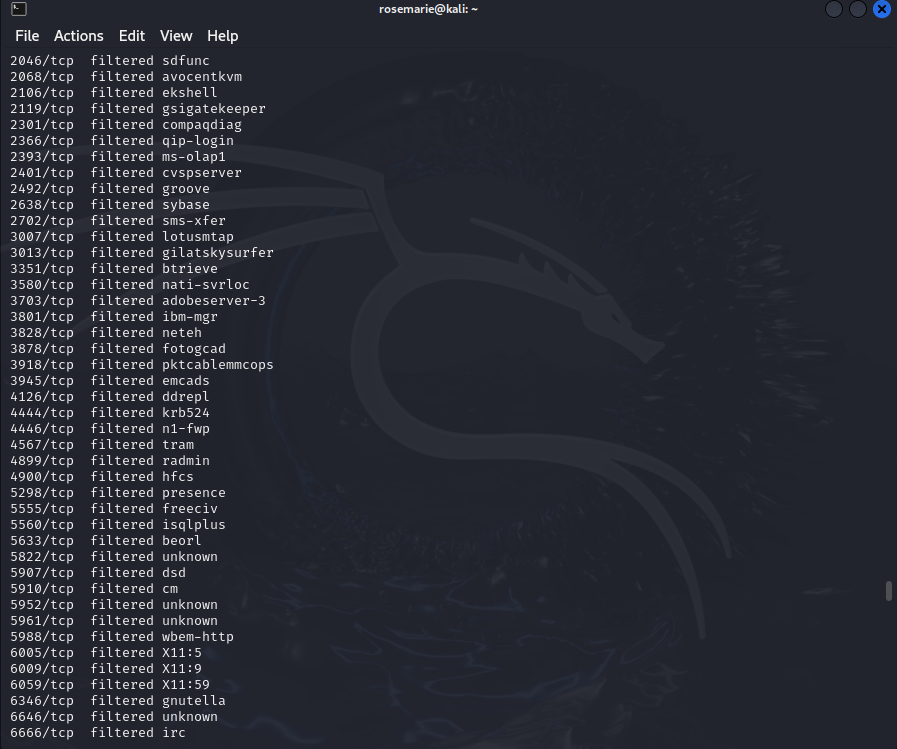 rosemarie@kali: ~
File Actions Edit View Help
2046/tcp filtered sdfunc
2068/tcp filtered avocentkvm
2106/tcp filtered ekshell
2119/tcp filtered gsigatekeeper
2301/tcp filtered compaqdiag
2366/tcp filtered qip-login
2393/tcp filtered ms-olap1
2401/tcp filtered cvspserver
2492/tcp filtered groove
2638/tcp filtered sybase
2702/tcp filtered sms-xfer
3007/tcp filtered lotusmtap
3013/tcp filtered gilatskysurfer
3351/tcp filtered btrieve
3580/tcp filtered nati-svrloc
3703/tcp filtered adobeserver-3
3801/tcp filtered ibm-mgr
3828/tcp filtered neteh
3878/tcp filtered fotogcad
3918/tcp filtered pktcablemmcops
3945/tcp filtered emcads
4126/tcp filtered ddrepl
4444/tcp filtered krb524
4446/tcp filtered n1-fwp
4567/tcp filtered tram
4899/tcp filtered radmin
4900/tcp filtered hfcs
5298/tcp filtered presence
5555/tcp filtered freeciv
5560/tcp filtered isqlplus
5633/tcp filtered beorl
5822/tcp filtered unknown
5907/tcp filtered dsd
5910/tcp filtered cm
5952/tcp filtered unknown
5961/tcp filtered unknown
5988/tcp filtered wbem-http
6005/tcp filtered X11:5
6009/tcp filtered X11:9
6059/tcp filtered X11:59
6346/tcp filtered gnutella
6646/tcp filtered unknown
6666/tcp filtered irc